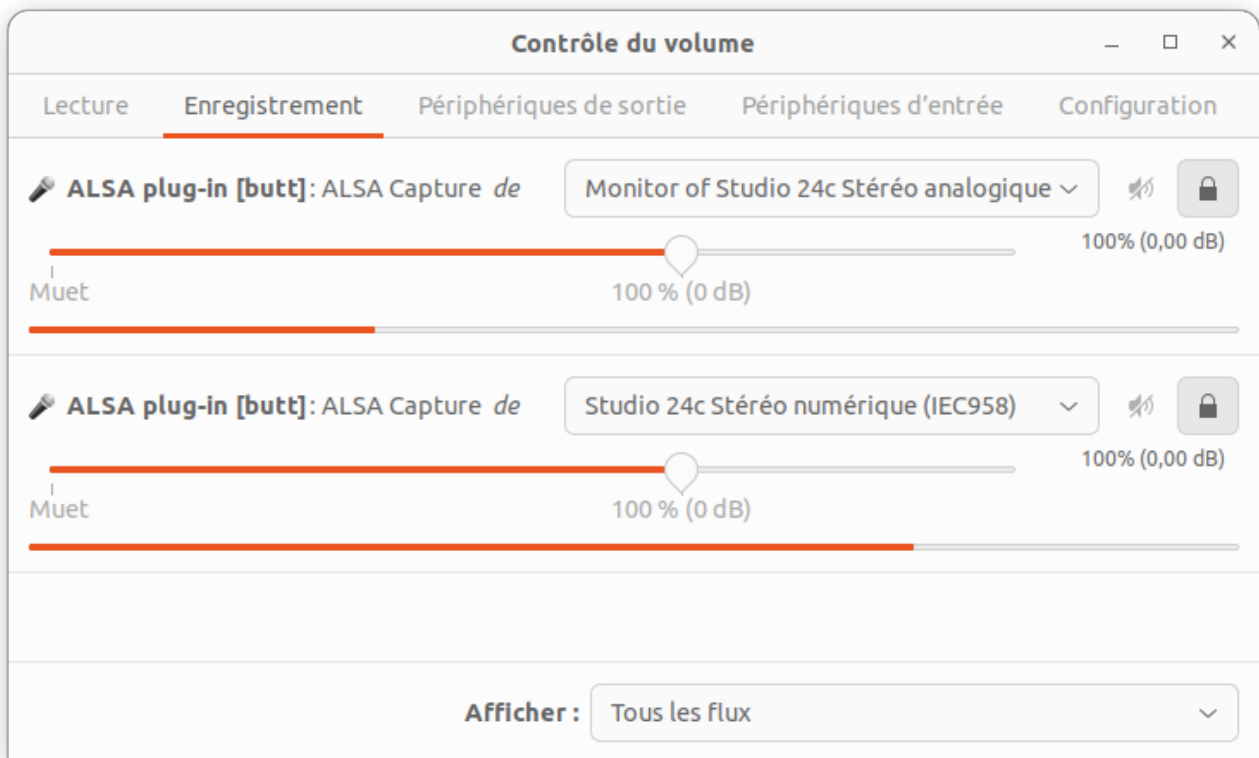 Contrôle du volume
Lecture Enregistrement Périphériques de sortie Périphériques d'entrée Configuration
ALSA plug-in [butt]: ALSA Capture de Monitor of Studio 24c Stéréo analogique
100% (0,00 dB)
Muet 100 % (0 dB)
ALSA plug-in [butt]: ALSA Capture de Studio 24c Stéréo numérique (IEC958)
100% (0,00 dB)
Muet 100 % (0 dB)
Afficher : Tous les flux